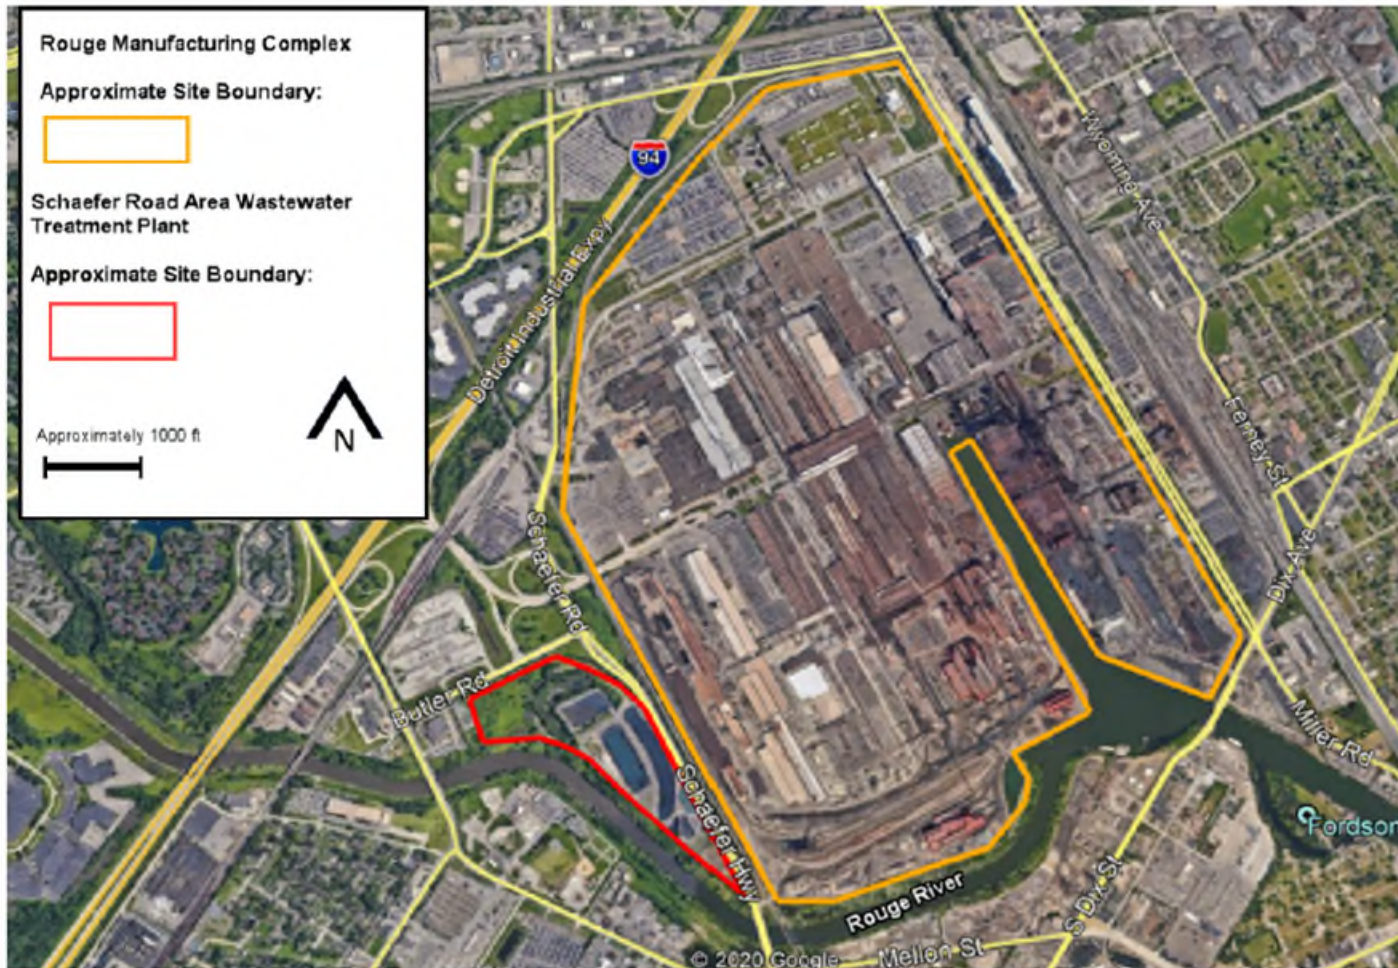 Rouge Manufacturing Complex
Approximate Site Boundary:
Schaefer Road Area Wastewater
Treatment Plant
Approximate Site Boundary:
Approximately 1000 ft
N
94
Detroit Industrial Expy
Wyoming Ave
Ferney St
Dix Ave
Schaefer Rd
Butler Rd
Schaefer Hwy
Miller Rd
Fordson
Rouge River
S Dix St
Mellon St
© 2020 Google